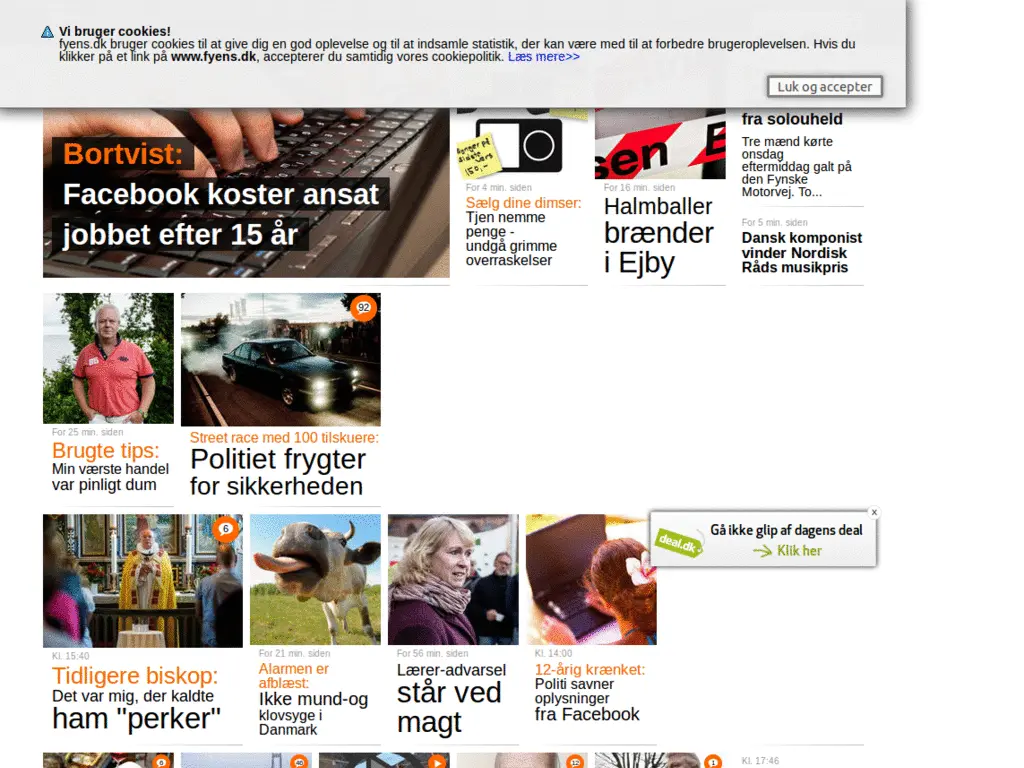 Vi bruger cookies!
fyens.dk bruger cookies til at give dig en god oplevelse og til at indsamle statistik, der kan være med til at forbedre brugeroplevelsen. Hvis du
klikker på et link på www.fyens.dk, accepterer du samtidig vores cookiepolitik. Læs mere>>
Luk og accepter
Bortvist:
Facebook koster ansat
jobbet efter 15 år
For 4 min. siden
Sælg dine dimser:
Tjen nemme
penge -
undgå grimme
overraskelser
For 16 min. siden
Halmballer
brænder
i Ejby
fra solouheld
Tre mænd kørte
onsdag
eftermiddag galt på
den Fynske
Motorvej. To...
For 5 min. siden
Dansk komponist
vinder Nordisk
Råds musikpris
For 25 min. siden
Brugte tips:
Min værste handel
var pinligt dum
92
Street race med 100 tilskuere:
Politiet frygter
for sikkerheden
6
Kl. 15:40
Tidligere biskop:
Det var mig, der kaldte
ham "perker"
For 21 min. siden
Alarmen er
afblæst:
Ikke mund-og
klovsyge i
Danmark
For 56 min. siden
Lærer-advarsel
står ved
magt
Kl. 14:00
12-årig krænket:
Politi savner
oplysninger
fra Facebook
x
deal.dk
Gå ikke glip af dagens deal
Klik her
Kl. 17:46